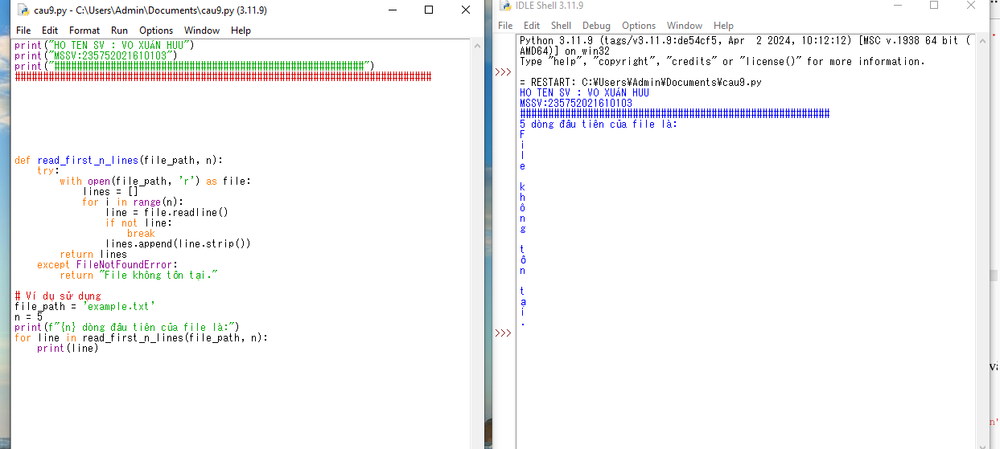 cau9.py - C:\Users\Admin\Documents\cau9.py (3.11.9)
File Edit Format Run Options Window Help
print("HO TEN SV : VO XUÁN HUU")
print("MSSV:235752021610103")
print("#######################################################")
##########################################################################
def read_first_n_lines(file_path, n):
    try:
        with open(file_path, 'r') as file:
            lines = []
            for i in range(n):
                line = file.readline()
                if not line:
                    break
                lines.append(line.strip())
        return lines
    except FileNotFoundError:
        return "File không tồn tại."
# Ví dụ sử dụng
file_path = 'example.txt'
n = 5
print(f"{n} dòng đầu tiên của file là:")
for line in read_first_n_lines(file_path, n):
    print(line)
IDLE Shell 3.11.9
File Edit Shell Debug Options Window Help
Python 3.11.9 (tags/v3.11.9:de54cf5, Apr  2 2024, 10:12:12) [MSC v.1938 64 bit (
AMD64)] on win32
Type "help", "copyright", "credits" or "license()" for more information.
>>>
= RESTART: C:¥Users¥Admin¥Documents¥cau9.py
HO TEN SV : VO XUÁN HUU
MSSV:235752021610103
#######################################################
5 dòng đầu tiên của file là:
F
i
l
e
k
h
ô
n
g
t
ồ
n
t
ạ
i
.
>>>